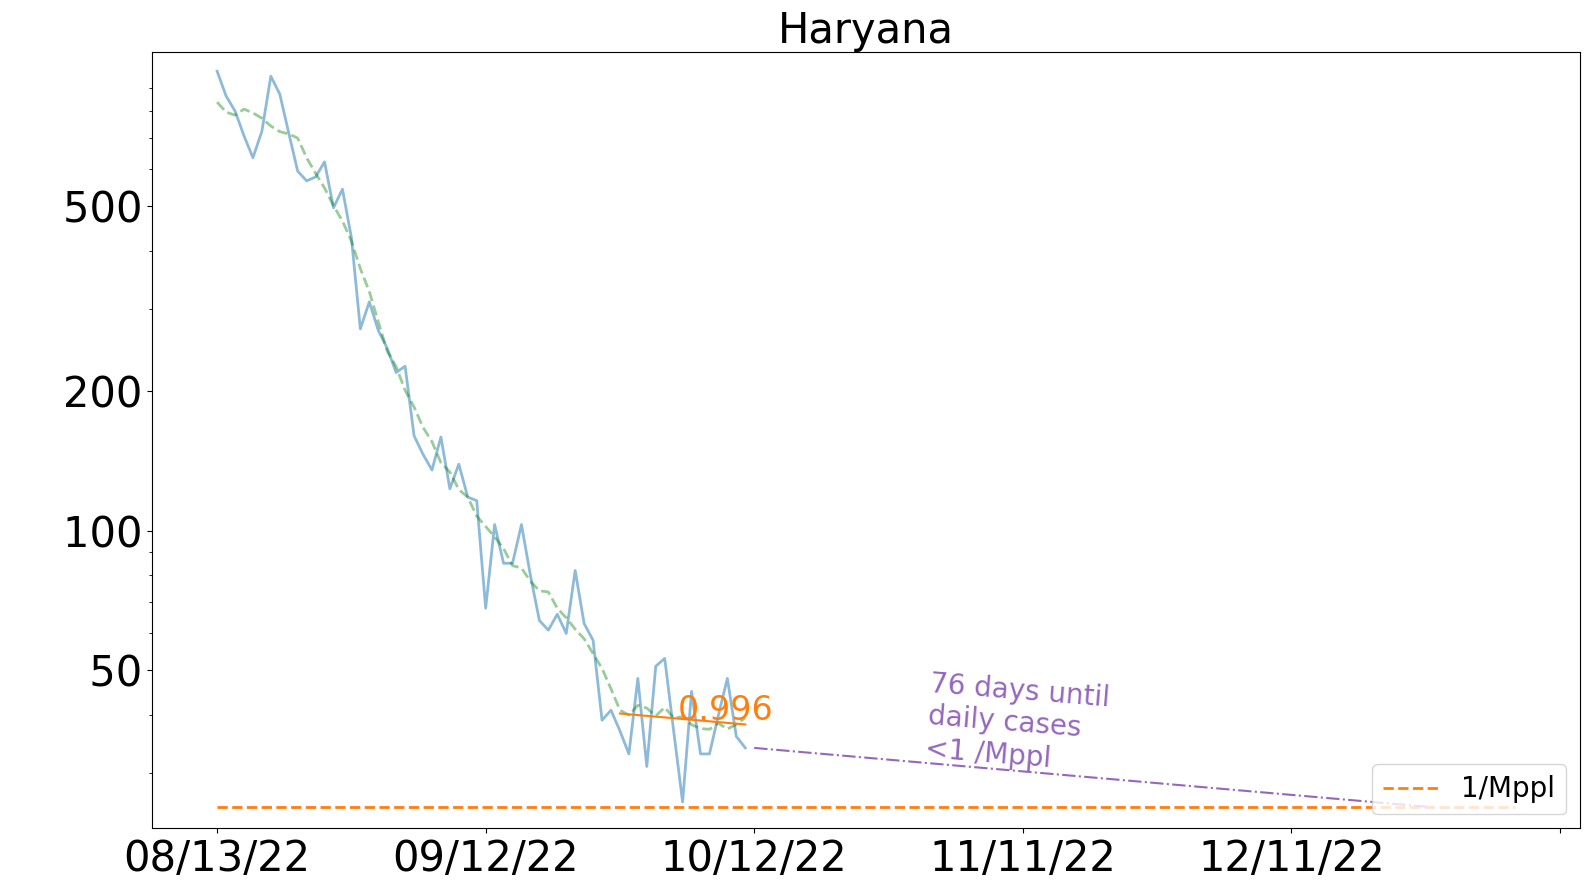 Haryana
500
200
100
50
0.996
76 days until
daily cases
<1 /Mppl
1/Mppl
08/13/22
09/12/22
10/12/22
11/11/22
12/11/22